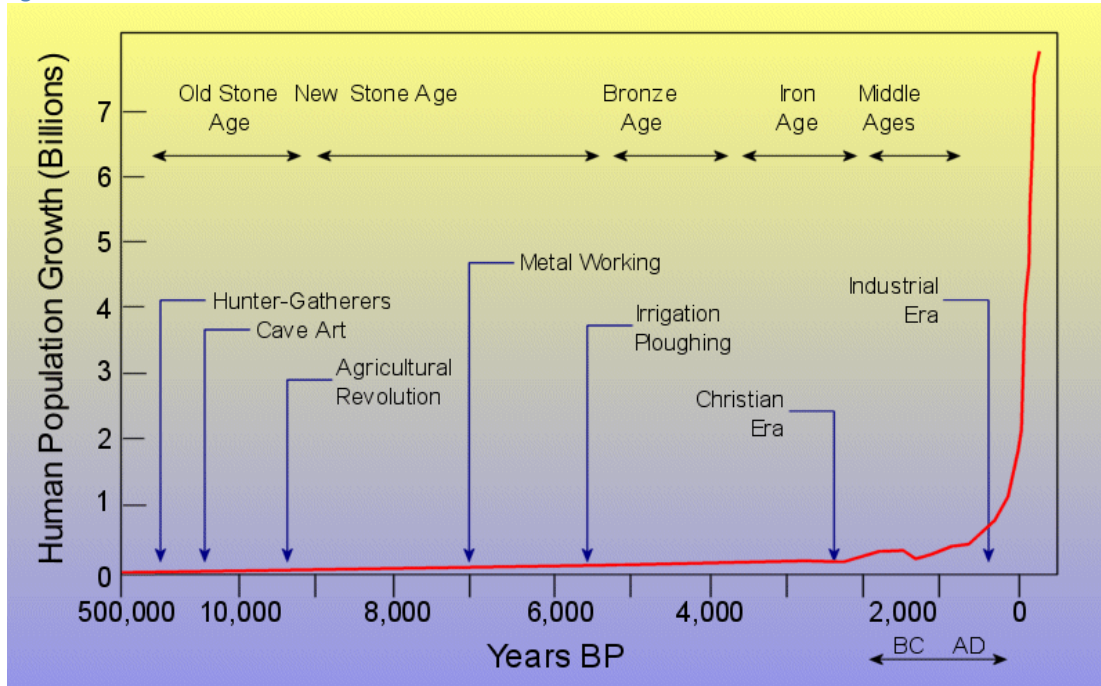 Human Population Growth (Billions)
Old Stone Age
New Stone Age
Bronze Age
Iron Age
Middle Ages
7
6
5
4
3
2
1
0
Metal Working
Hunter-Gatherers
Cave Art
Agricultural
Revolution
Irrigation
Ploughing
Christian
Era
Industrial
Era
500,000
10,000
8,000
6,000
4,000
2,000
0
BC
AD
Years BP